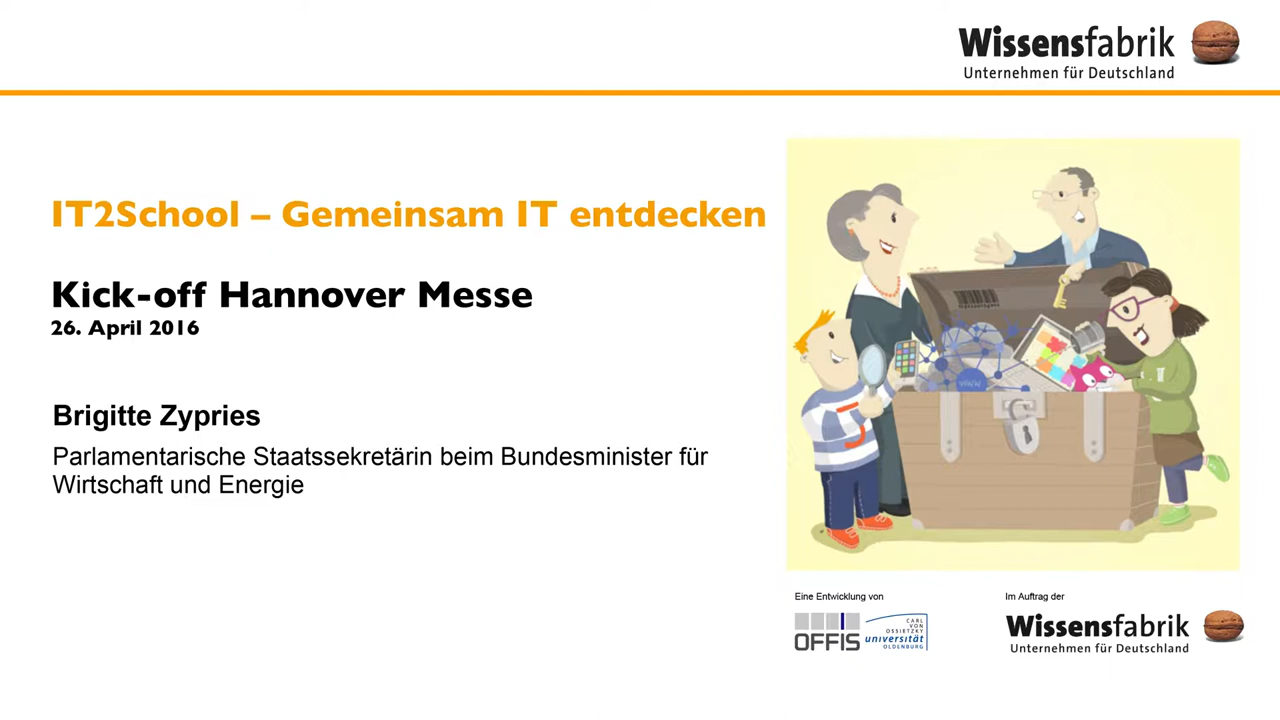 Wissensfabrik
Unternehmen für Deutschland
IT2School – Gemeinsam IT entdecken
Kick-off Hannover Messe
26. April 2016
Brigitte Zypries
Parlamentarische Staatssekretärin beim Bundesminister für
Wirtschaft und Energie
www
Eine Entwicklung von
OFFIS
CARL
VON
OSSIETZKY
universität
OLDENBURG
Im Auftrag der
Wissensfabrik
Unternehmen für Deutschland